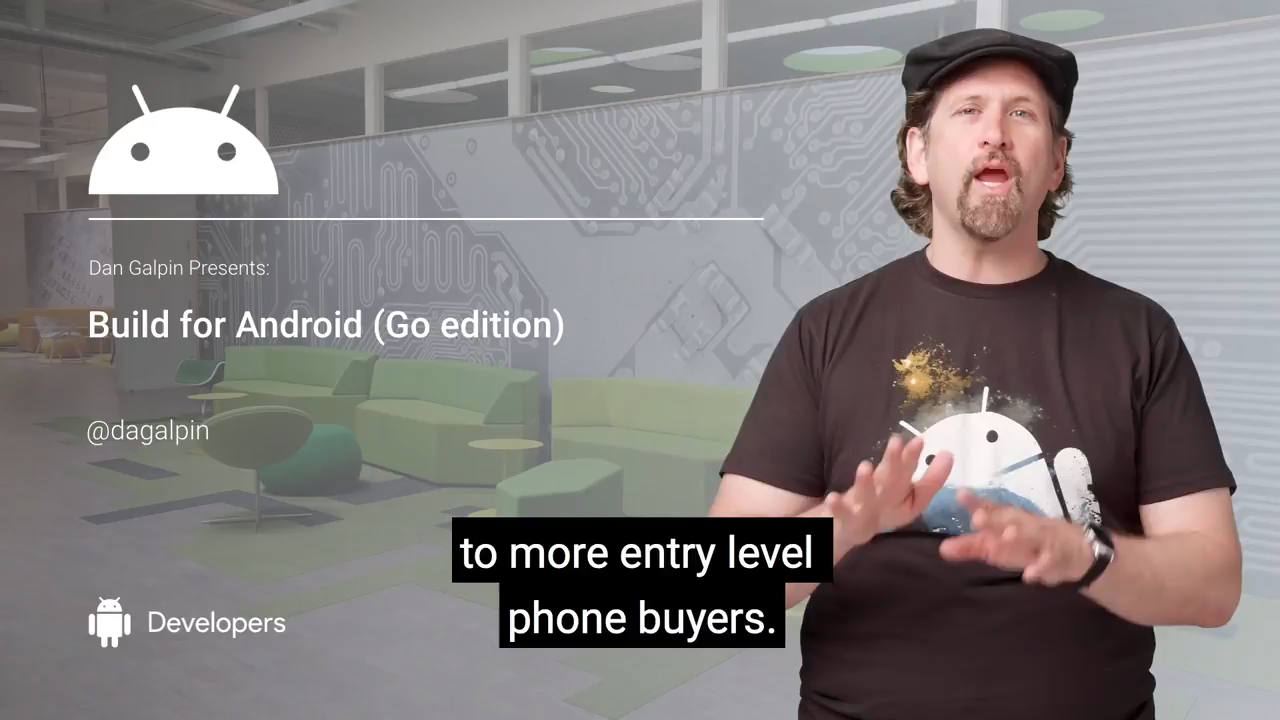 Dan Galpin Presents:
Build for Android (Go edition)
@dagalpin
Developers
to more entry level
phone buyers.